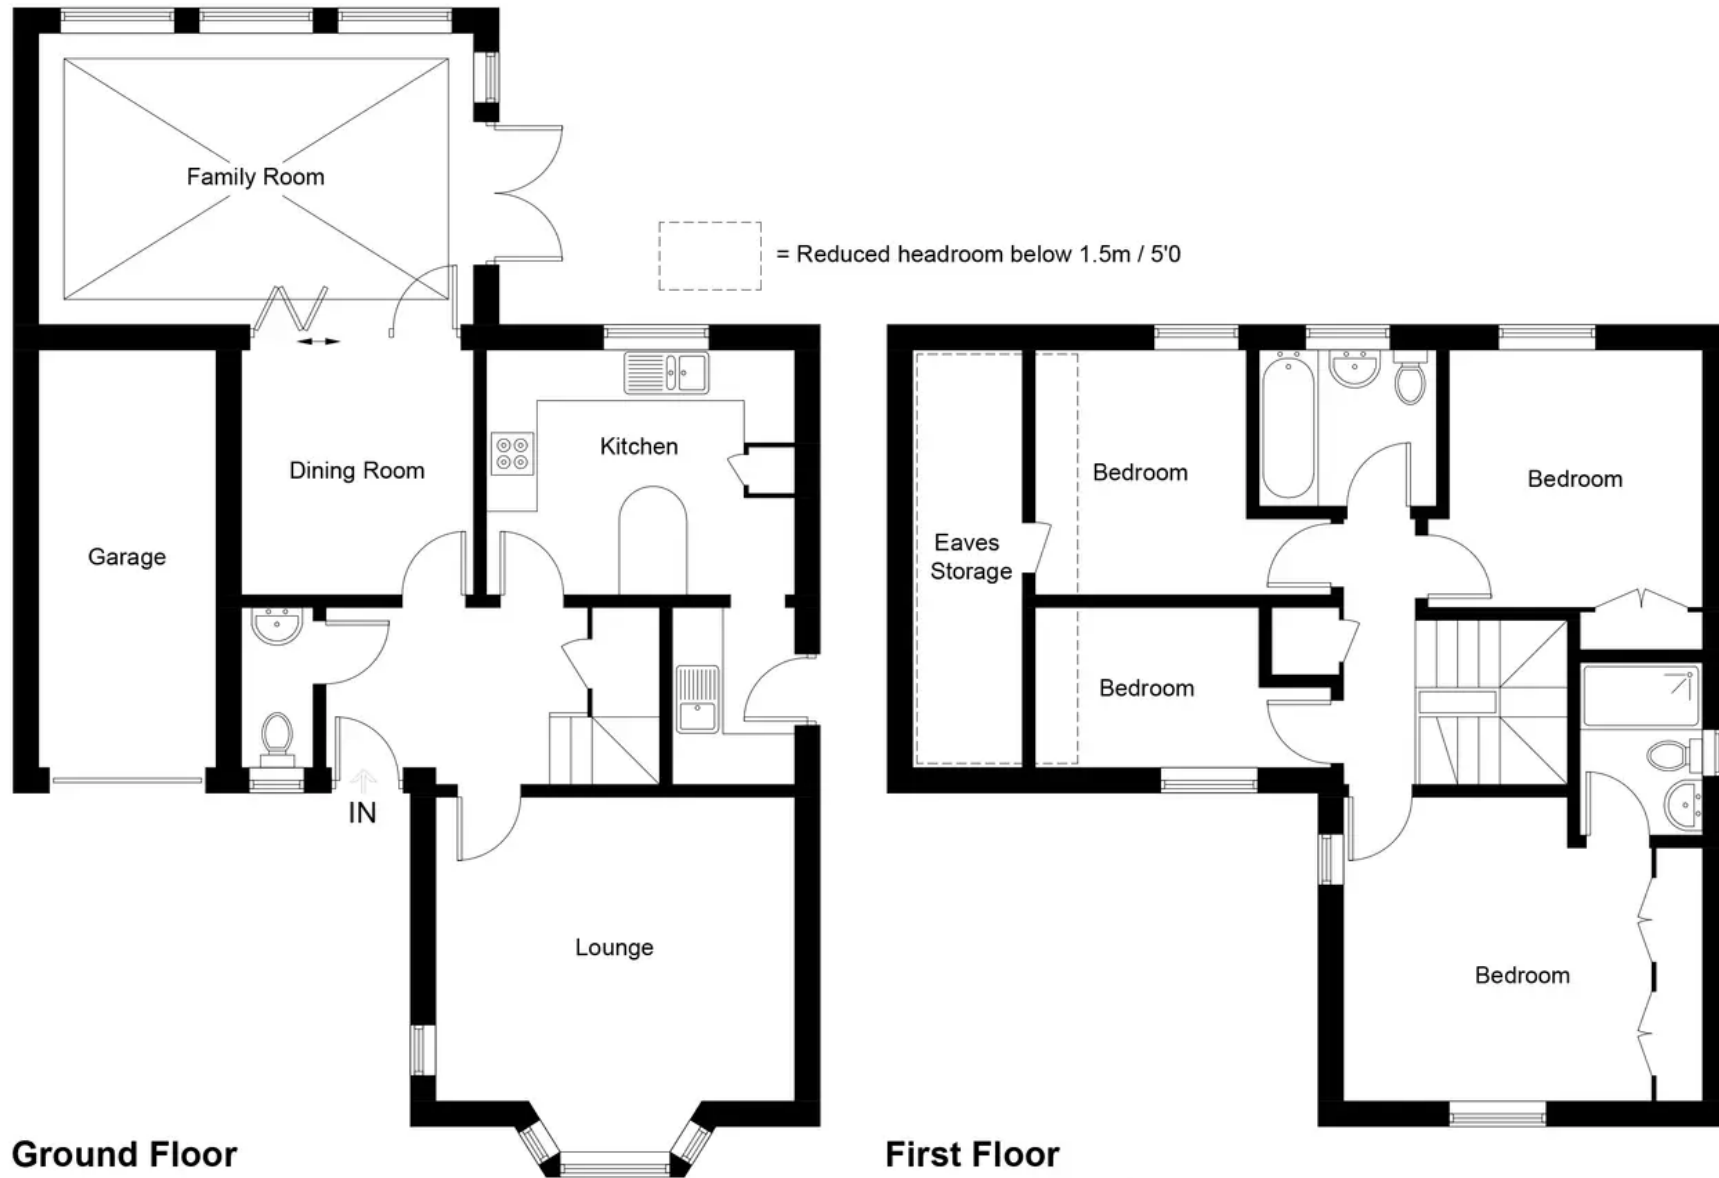 Family Room
= Reduced headroom below 1.5m / 5'0
Dining Room
Kitchen
Garage
IN
Lounge
Ground Floor
Bedroom
Bedroom
Eaves
Storage
Bedroom
Bedroom
First Floor